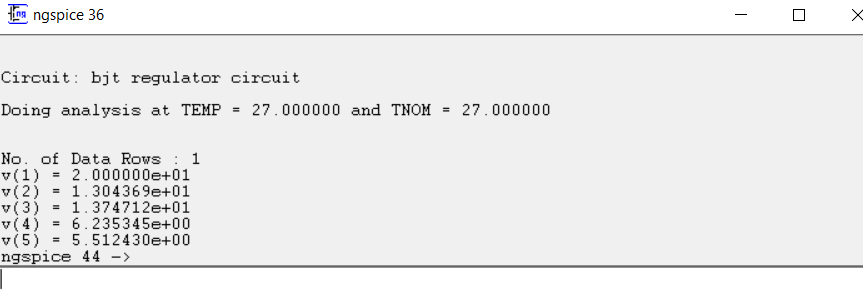 ngspice 36
Circuit: bjt regulator circuit
Doing analysis at TEMP = 27.000000 and TNOM = 27.000000
No. of Data Rows : 1
v(1) = 2.000000e+01
v(2) = 1.304369e+01
v(3) = 1.374712e+01
v(4) = 6.235345e+00
v(5) = 5.512430e+00
ngspice 44 ->